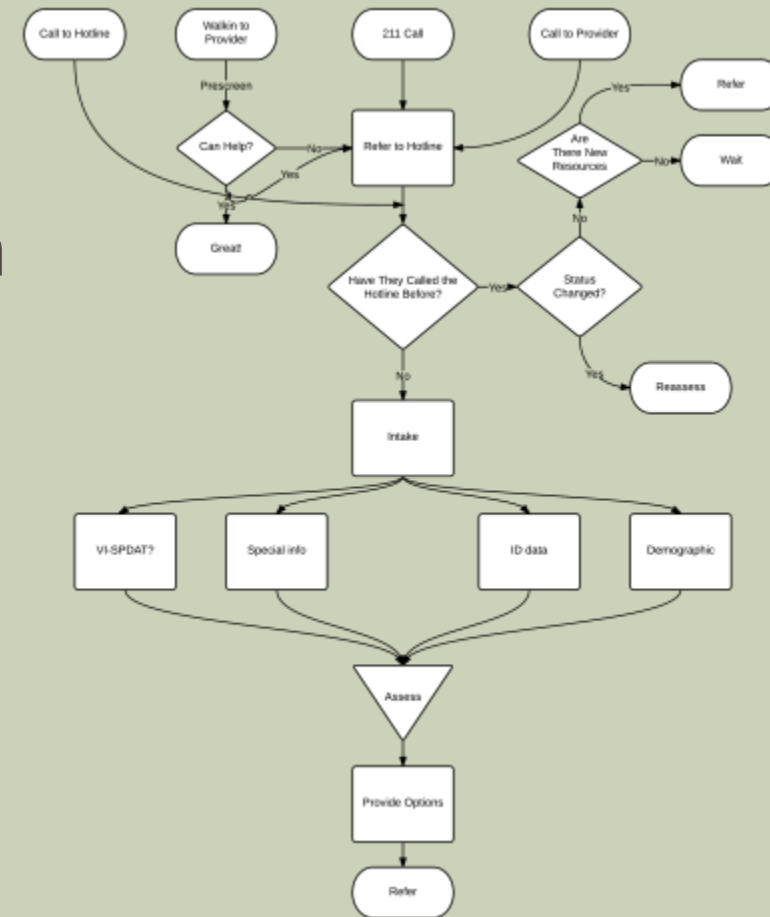 Call to Hotline
Walkin to
Provider
211 Call
Call to Provider
Prescreen
Yes
Refer
Can Help?
No
Refer to Hotline
Are
There New
Resources
No
Wait
Yes
Yes
No
Great!
Have They Called the
Hotline Before?
Yes
Status
Changed?
No
Yes
Reassess
Intake
VI-SPDAT?
Special info
ID data
Demographic
Assess
Provide Options
Refer